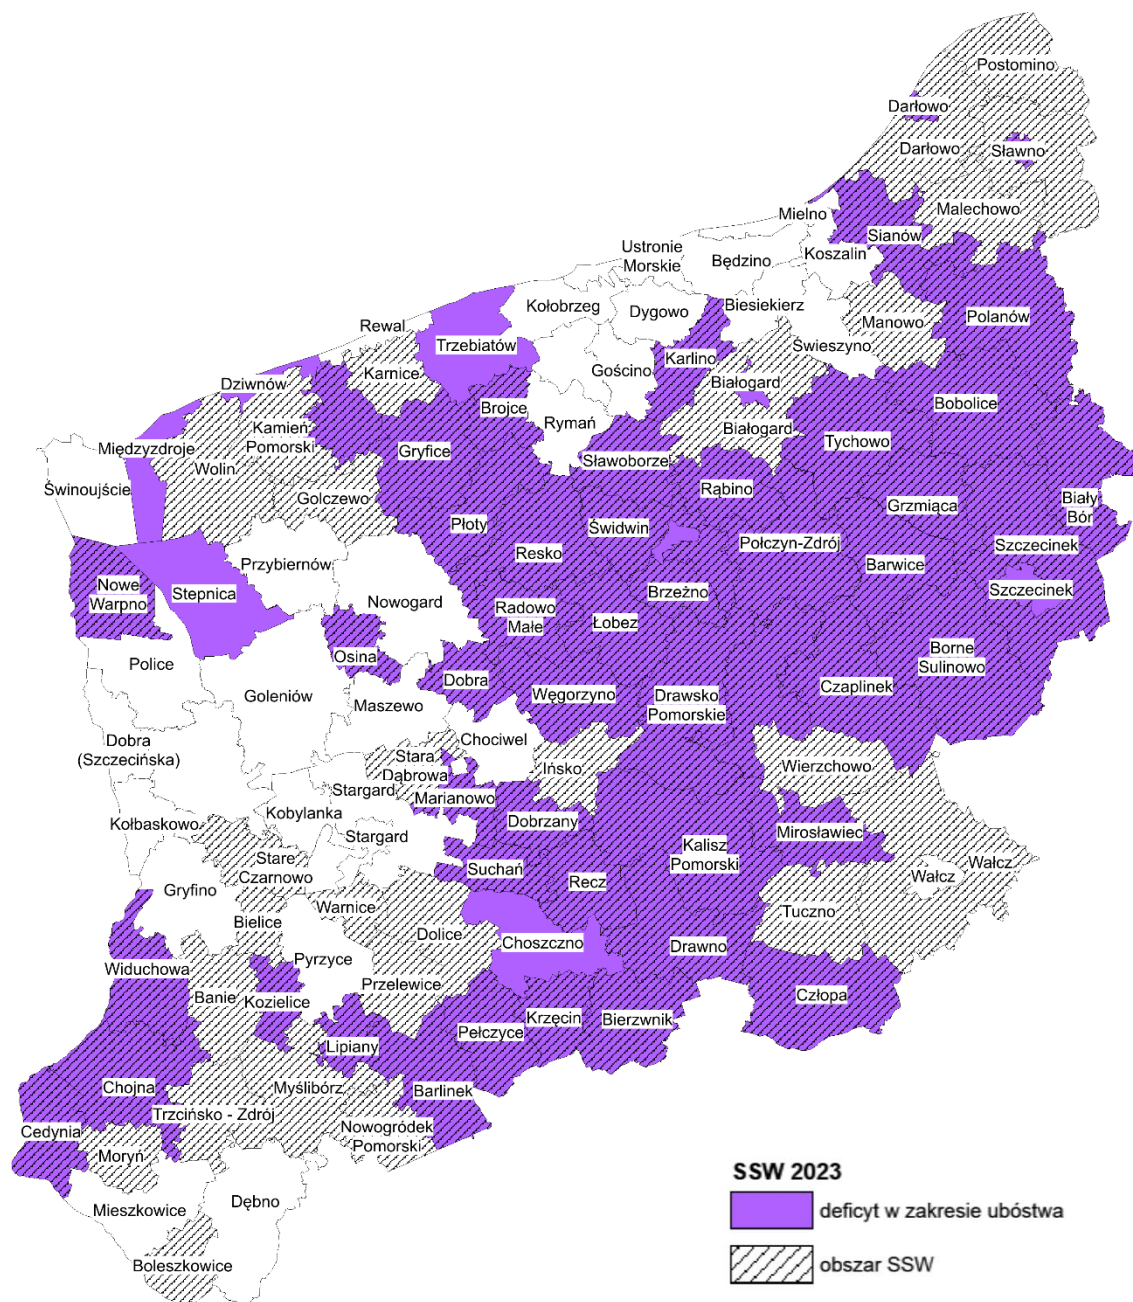 Postomino
Darłowo
Darłowo
Sławno
Malechowo
Mielno
Sianów
Ustronie
Morskie
Będzino
Koszalin
Kołobrzeg
Dygowo
Biesiekierz
Manowo
Polanów
Rewal
Trzebiatów
Świeszyno
Karnice
Gościno
Karlino
Dziwnów
Białogard
Brojce
Bobolice
Kamień
Pomorski
Rymań
Białogard
Tychowo
Międzyzdroje
Gryfice
Sławoborze
Wolin
Świnoujście
Golczewo
Rąbino
Grzmiąca
Biały
Bór
Płoty
Świdwin
Połczyn-Zdrój
Szczecinek
Resko
Przybiernów
Barwice
Nowe
Warpno
Stepnica
Nowogard
Brzeżno
Szczecinek
Radowo
Małe
Łobez
Osina
Police
Dobra
Borne
Sulinowo
Goleniów
Węgorzyno
Drawsko
Pomorskie
Czaplinek
Maszewo
Dobra
(Szczecińska)
Chociwel
Stara
Dąbrowa
Ińsko
Wierzchowo
Stargard
Marianowo
Kobylanka
Kołbaskowo
Dobrzany
Stargard
Mirosławiec
Kalisz
Pomorski
Stare
Czarnowo
Suchań
Recz
Wałcz
Wałcz
Gryfino
Warnice
Tuczno
Bielice
Dolice
Choszczno
Drawno
Pyrzyce
Widuchowa
Przelewice
Banie
Kozielice
Człopa
Krzęcin
Bierzwnik
Pełczyce
Lipiany
Chojna
Myślibórz
Barlinek
Trzcińsko - Zdrój
Nowogródek
Pomorski
Cedynia
Moryń
Mieszkowice
Dębno
Boleszkowice
SSW 2023
deficyt w zakresie ubóstwa
obszar SSW